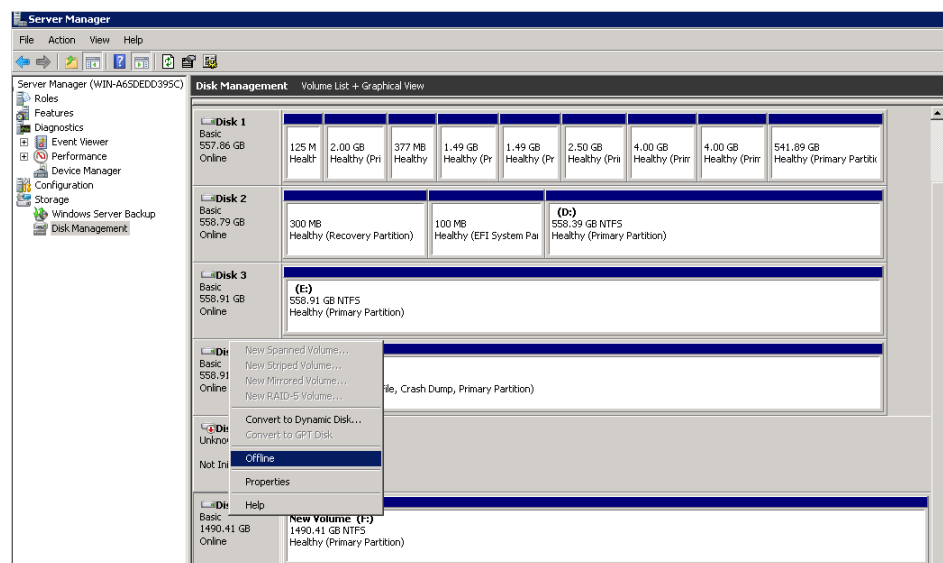 Server Manager
File Action View Help
Server Manager (WIN-A6SDEDD395C)
Roles
Features
Diagnostics
Event Viewer
Performance
Device Manager
Configuration
Storage
Windows Server Backup
Disk Management
Disk Management Volume List + Graphical View
Disk 1
Basic
557.86 GB
Online
125 M
Health
2.00 GB
Healthy (Pri
377 MB
Healthy
1.49 GB
Healthy (Pr
1.49 GB
Healthy (Pr
2.50 GB
Healthy (Pri
4.00 GB
Healthy (Prim
4.00 GB
Healthy (Prim
541.89 GB
Healthy (Primary Partitic
Disk 2
Basic
558.79 GB
Online
300 MB
Healthy (Recovery Partition)
100 MB
Healthy (EFI System Pa
(D:)
558.39 GB NTFS
Healthy (Primary Partition)
Disk 3
Basic
558.91 GB
Online
(E:)
558.91 GB NTFS
Healthy (Primary Partition)
Dis
Basic
558.91
Online
File, Crash Dump, Primary Partition)
Dis
Unkno
Not Ini
New Spanned Volume...
New Striped Volume...
New Mirrored Volume...
New RAID-5 Volume...
Convert to Dynamic Disk...
Convert to GPT Disk
Offline
Properties
Help
Dis
Basic
1490.41 GB
Online
New Volume (F:)
1490.41 GB NTFS
Healthy (Primary Partition)